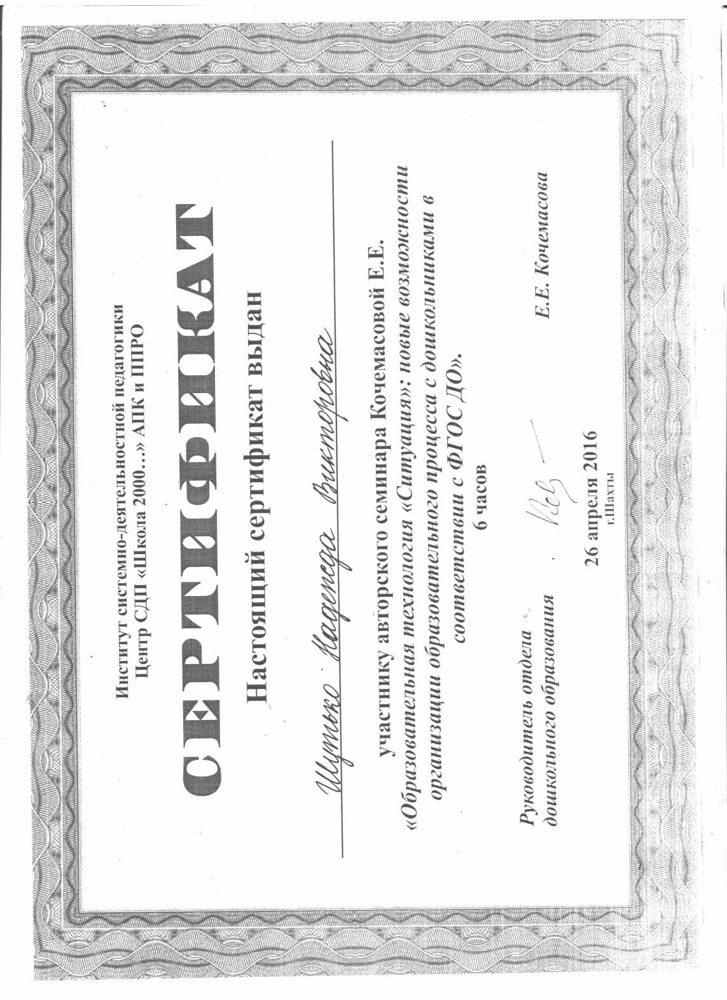 Институт системно-деятельностной педагогики
Центр СДП «Школа 2000…» АПК и ППРО
СЕРТИФИКАТ
Настоящий сертификат выдан
Шутько Надежда Викторовна
участнику авторского семинара Кочемасовой Е.Е.
«Образовательная технология «Ситуация»: новые возможности
организации образовательного процесса с дошкольниками в
соответствии с ФГОС ДО».
6 часов
Руководитель отдела
дошкольного образования
Е.Е. Кочемасова
26 апреля 2016
г.Шахты